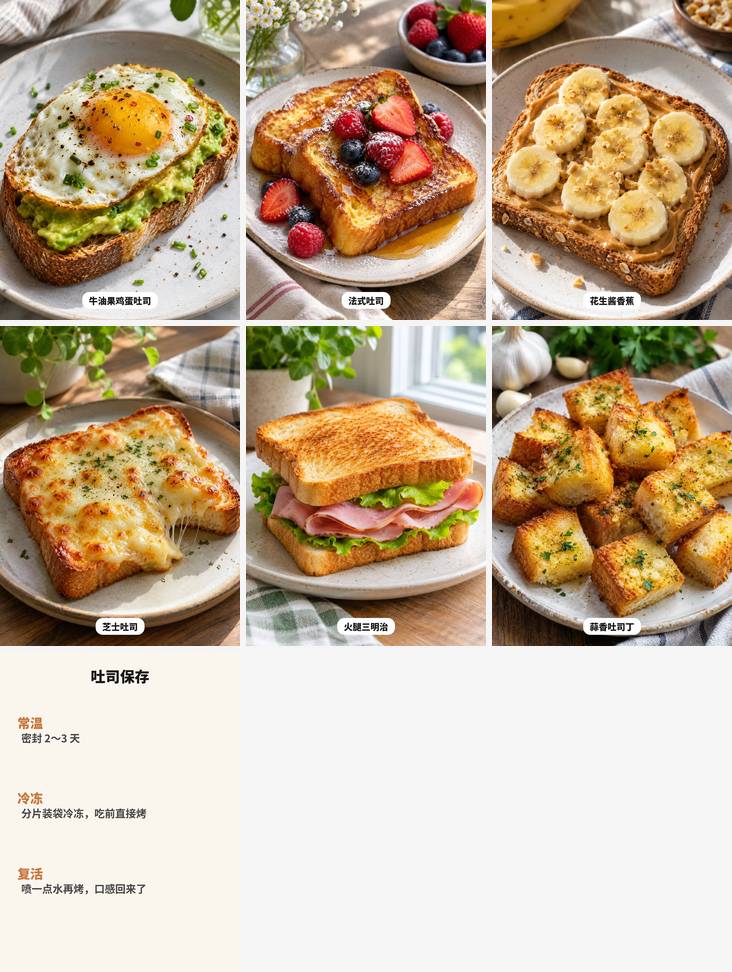 牛油果鸡蛋吐司
法式吐司
花生酱香蕉
芝士吐司
火腿三明治
蒜香吐司丁
吐司保存
常温
密封 2～3 天
冷冻
分片装袋冷冻，吃前直接烤
复活
喷一点水再烤，口感回来了